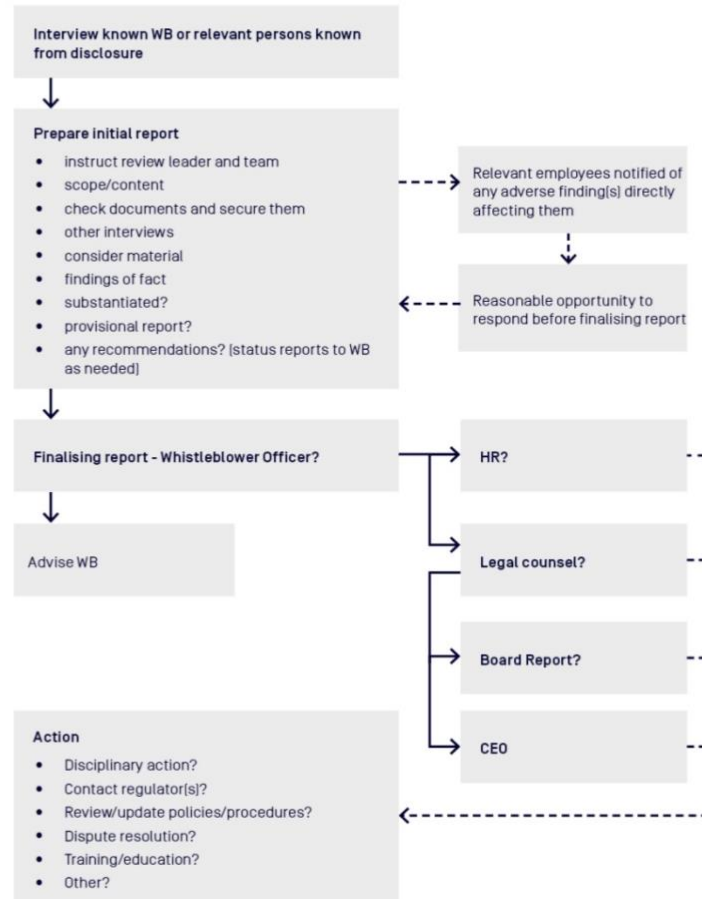 Interview known WB or relevant persons known
from disclosure
Prepare initial report
• instruct review leader and team
• scope/content
• check documents and secure them
• other interviews
• consider material
• findings of fact
• substantiated?
• provisional report?
• any recommendations? (status reports to WB
as needed)
Relevant employees notified of
any adverse finding(s) directly
affecting them
Reasonable opportunity to
respond before finalising report
Finalising report - Whistleblower Officer?
HR?
Advise WB
Legal counsel?
Board Report?
CEO
Action
• Disciplinary action?
• Contact regulator(s)?
• Review/update policies/procedures?
• Dispute resolution?
• Training/education?
• Other?